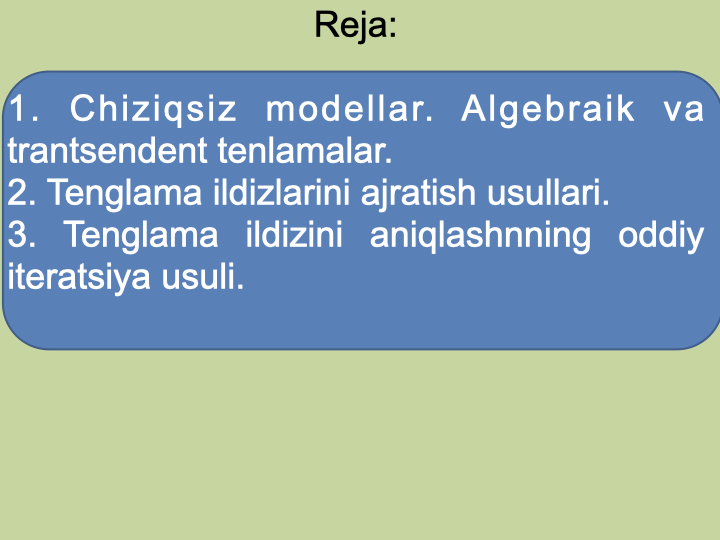 Reja:
1. Chiziqsiz modellar. Algebraik va
trantsendent tenlamalar.
2. Tenglama ildizlarini ajratish usullari.
3. Tenglama ildizini aniqlashnning oddiy
iteratsiya usuli.